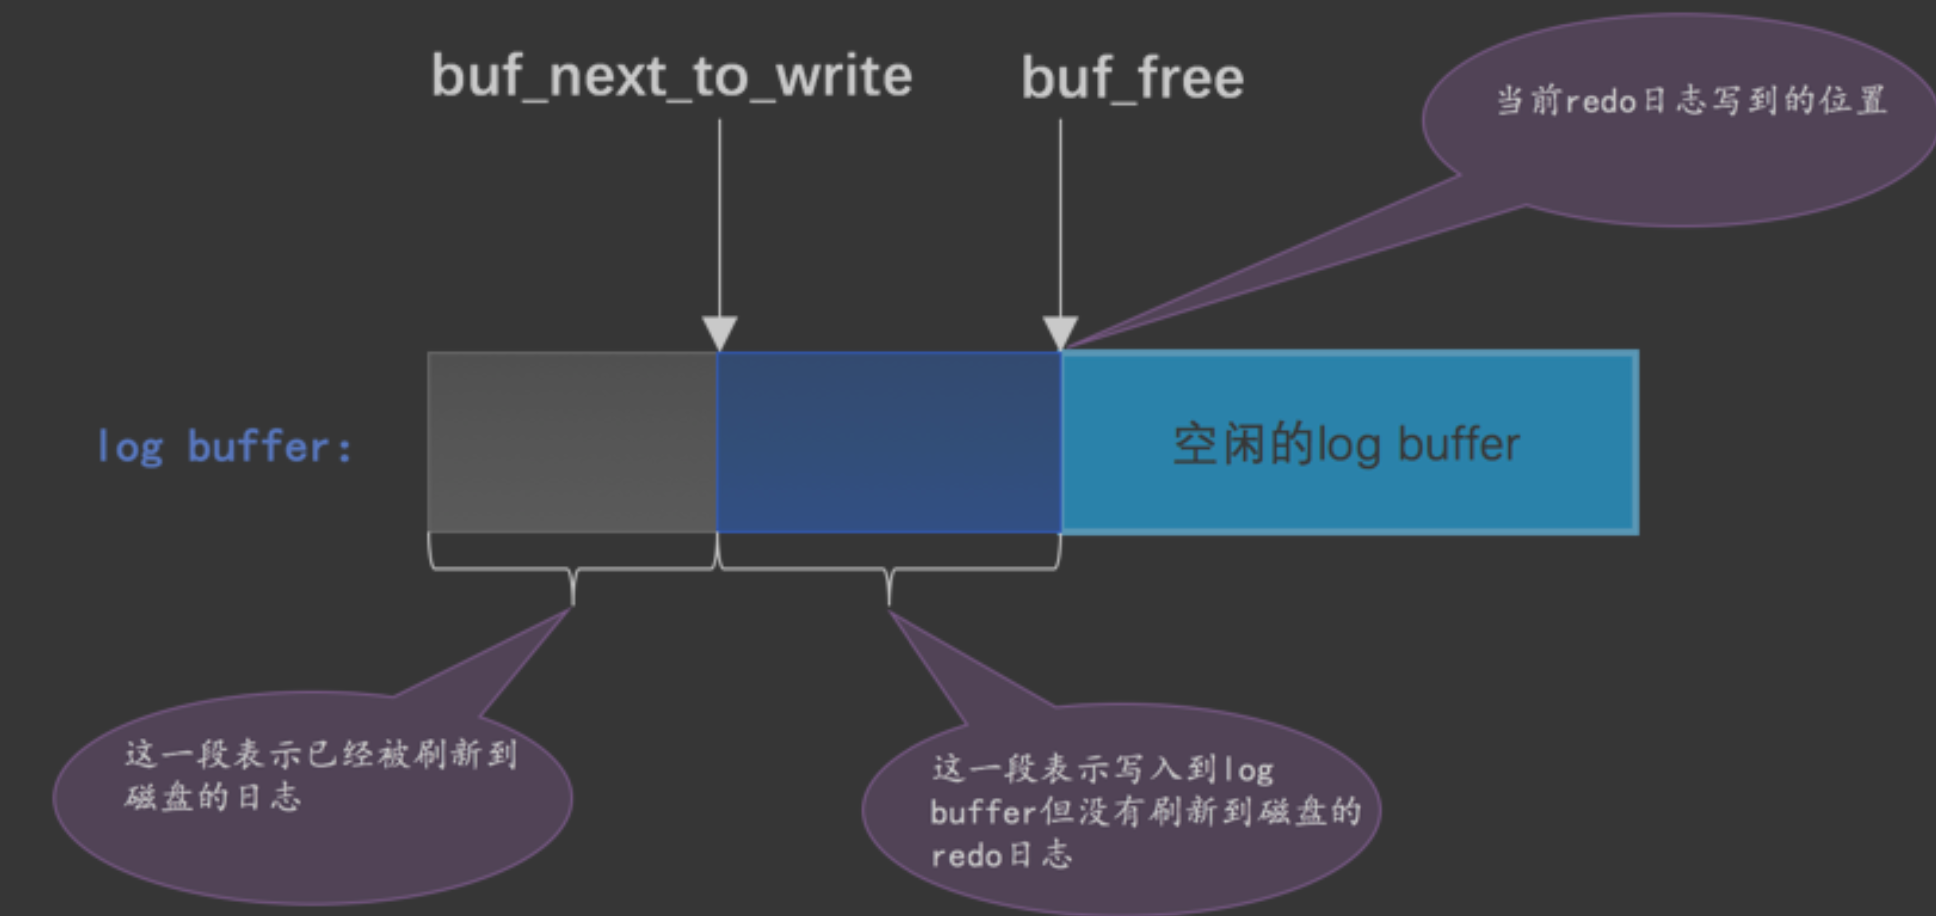 buf_next_to_write
buf_free
当前redo日志写到的位置
log buffer:
空闲的log buffer
这一段表示已经被刷新到
磁盘的日志
这一段表示写入到log
buffer但没有刷新到磁盘的
redo日志